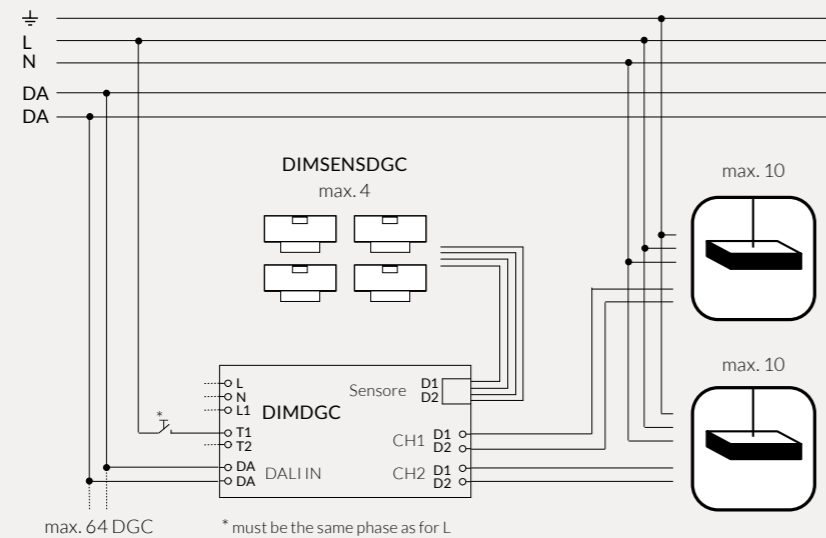 L
N
DA
DA
DIMSENSDGC
max. 4
max. 10
max. 10
L
N
L1
DIMDGC
Sensore
D1
D2
*
T1
T2
CH1
D1
D2
DA
DA
DALI IN
CH2
D1
D2
max. 64 DGC
* must be the same phase as for L